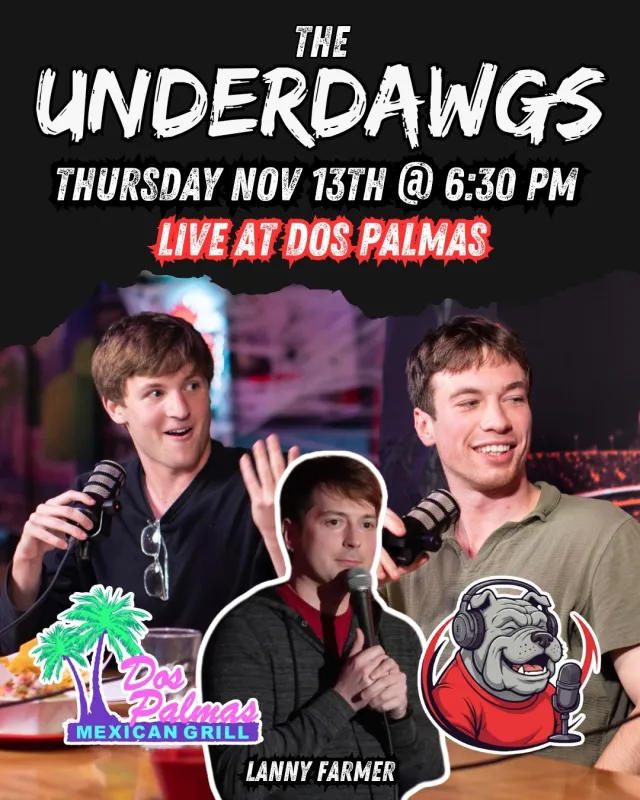 THE
UNDERDAWGS
THURSDAY NOV 13TH @ 6:30 PM
LIVE AT DOS PALMAS
Dos
Palmas
MEXICAN GRILL
LANNY FARMER